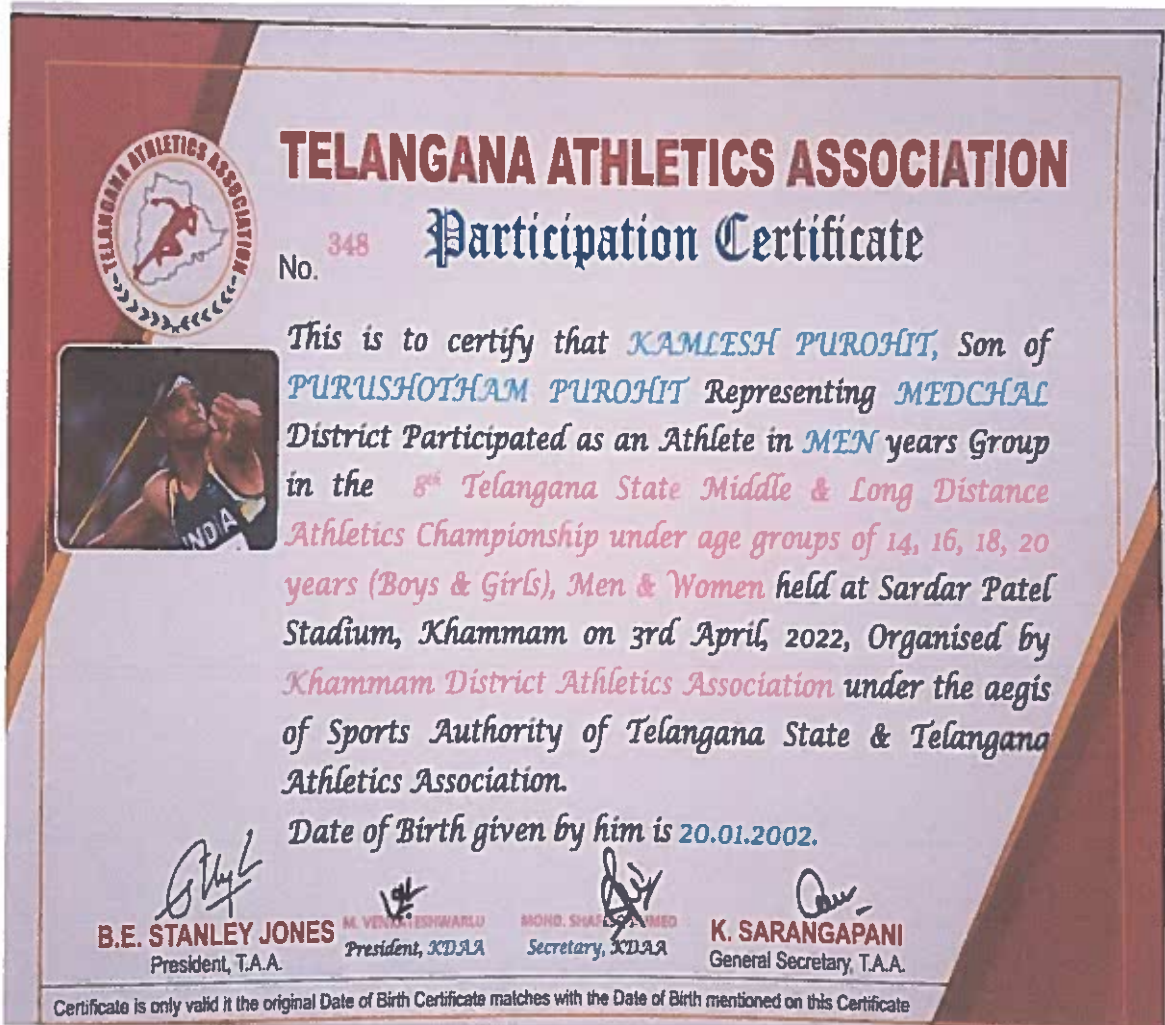 TELANGANA ATHLETICS ASSOCIATION
TELANGANA ATHLETICS ASSOCIATION
Participation Certificate
No. 348
This is to certify that KAMLESH PUROHIT, Son of
PURUSHOTHAM PUROHIT Representing MEDCHAL
District Participated as an Athlete in MEN years Group
in the 8th Telangana State Middle & Long Distance
Athletics Championship under age groups of 14, 16, 18, 20
years (Boys & Girls), Men & Women held at Sardar Patel
Stadium, Khammam on 3rd April, 2022, Organised by
Khammam District Athletics Association under the aegis
of Sports Authority of Telangana State & Telangana
Athletics Association.
Date of Birth given by him is 20.01.2002.
INDIA
B.E. STANLEY JONES
President, T.A.A.
M.
President, KDAA
MOHD.
Secretary, KDAA
K. SARANGAPANI
General Secretary, T.A.A.
Certificate is only valid it the original Date of Birth Certificate matches with the Date of Birth mentioned on this Certificate